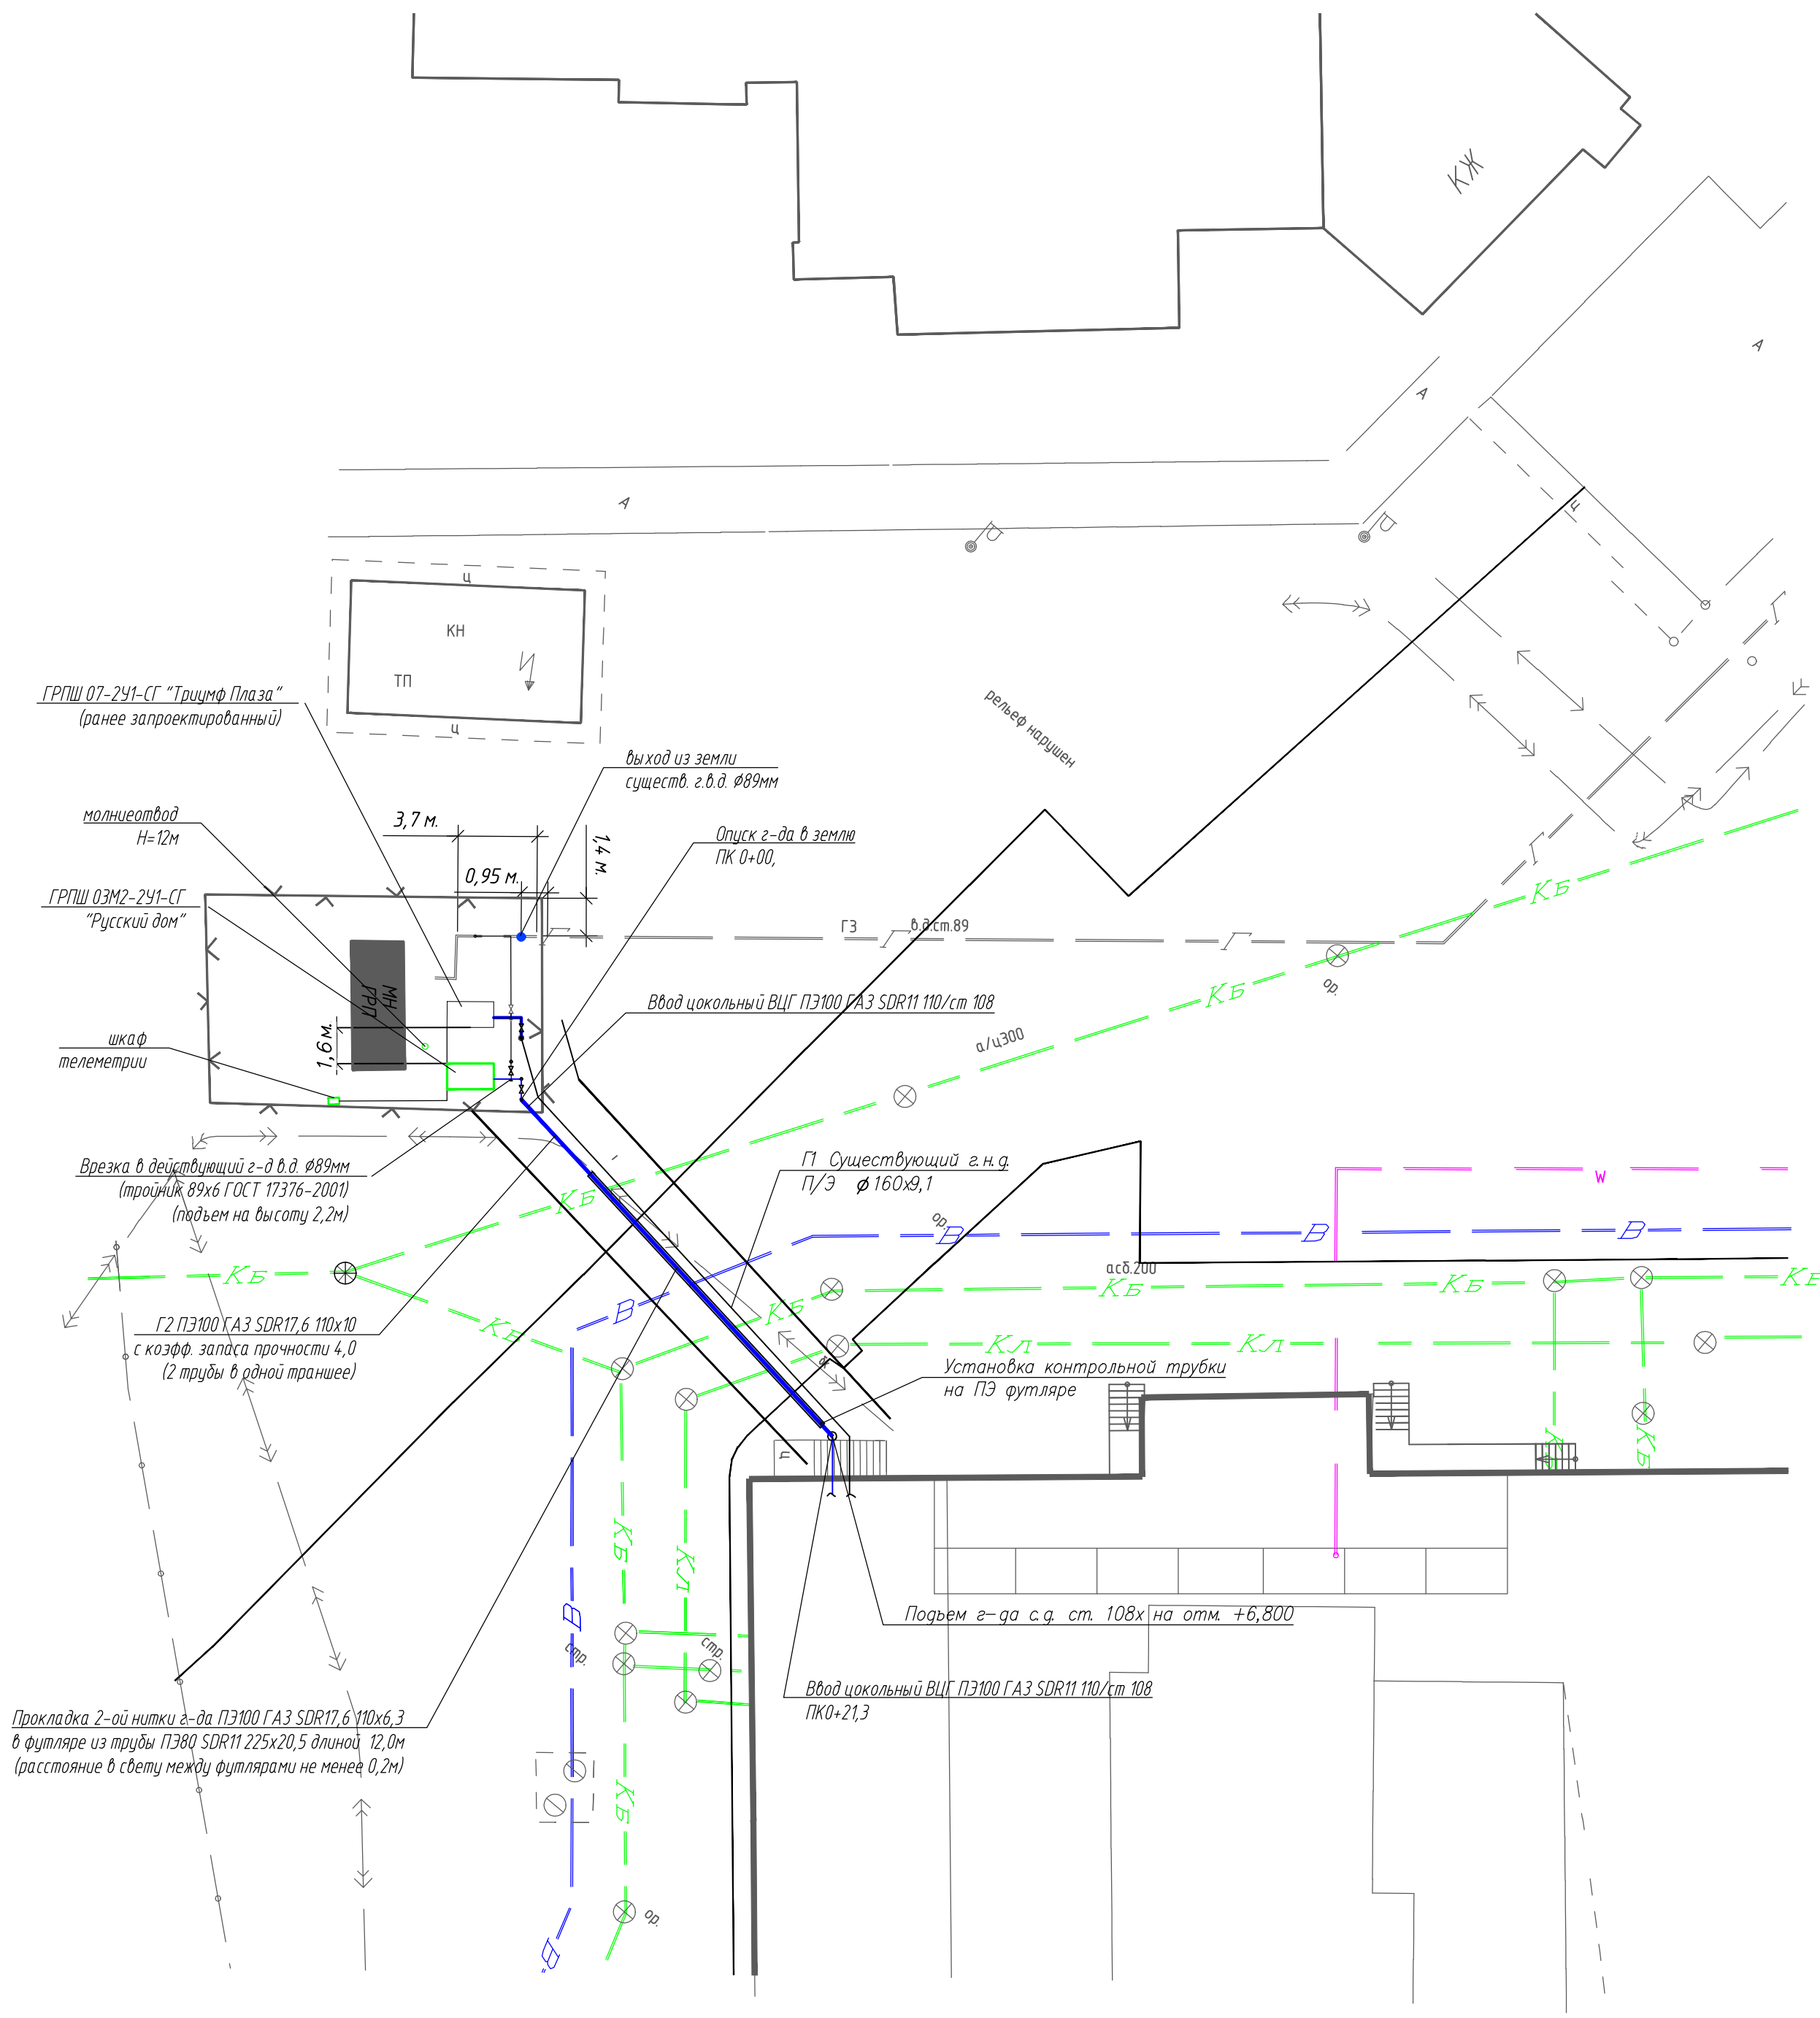 КЖ
А
А
А
ц
ц
КН
ТП
ц
рельеф нарушен
ГРПШ 07-2У1-СГ "Триумф Плаза"
(ранее запроектированный)
выход из земли
существ. г.в.д. ϕ89мм
молниеотвод
Н=12м
3,7 м.
1,4 м.
0,95 м.
Опуск г-да в землю
ПК 0+00,
ГРПШ 03М2-2У1-СГ
"Русский дом"
Г3
в.д.ст.89
Г
Г
Г
Г
Г
КБ
КБ
ор.
МН
ГРП
Ввод цокольный ВЦГ ПЭ100 ГАЗ SDR11 110/ст 108
1,6 м.
шкаф
телеметрии
а/ц300
Врезка в действующий г-д в.д. ϕ89мм
(тройник 89х6 ГОСТ 17376-2001)
(подъем на высоту 2,2м)
Г1 Существующий г.н.д.
П/Э ϕ160х9,1
W
КБ
ор.
В
В
В
асб.200
КБ
КБ
КБ
КБ
КБ
КБ
В
Г2 ПЭ100 ГАЗ SDR17,6 110х10
с коэфф. запаса прочности 4,0
(2 трубы в одной траншее)
КЛ
КЛ
Установка контрольной трубки
на ПЭ футляре
ц
КБ
КБ
КБ
КЛ
В
стр.
стр.
Подъем г-да с.д. ст. 108х на отм. +6,800
Ввод цокольный ВЦГ ПЭ100 ГАЗ SDR11 110/ст 108
ПК0+21,3
Прокладка 2-ой нитки г-да ПЭ100 ГАЗ SDR17,6 110х6,3
в футляре из трубы ПЭ80 SDR11 225х20,5 длиной 12,0м
(расстояние в свету между футлярами не менее 0,2м)
КБ
ор.
В